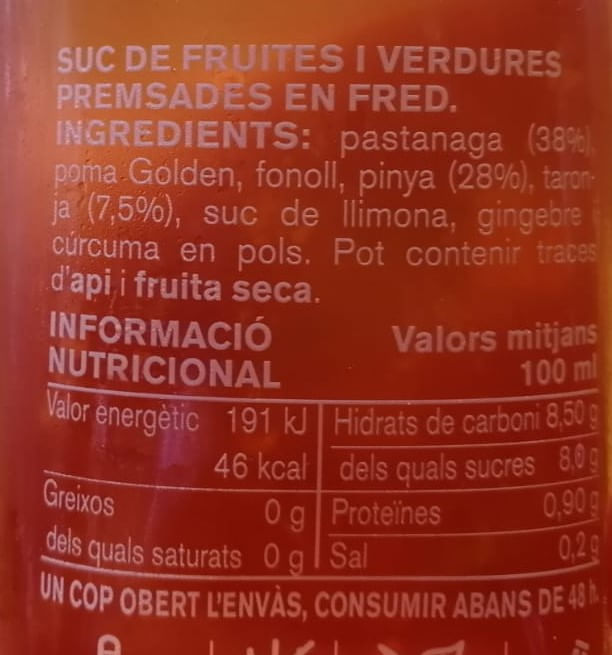 SUC DE FRUITES I VERDURES
PREMSADES EN FRED.
INGREDIENTS: pastanaga (38%),
poma Golden, fonoll, pinya (28%), taron-
ja (7,5%), suc de llimona, gingebre i
cúrcuma en pols. Pot contenir traces
d'api i fruita seca.
INFORMACIÓ Valors mitjans
NUTRICIONAL 100 ml
Valor energètic 191 kJ Hidrats de carboni 8,50 g
46 kcal dels quals sucres 8,0 g
Greixos 0 g Proteïnes 0,90 g
dels quals saturats 0 g Sal 0,2 g
UN COP OBERT L'ENVÀS, CONSUMIR ABANS DE 48 h.